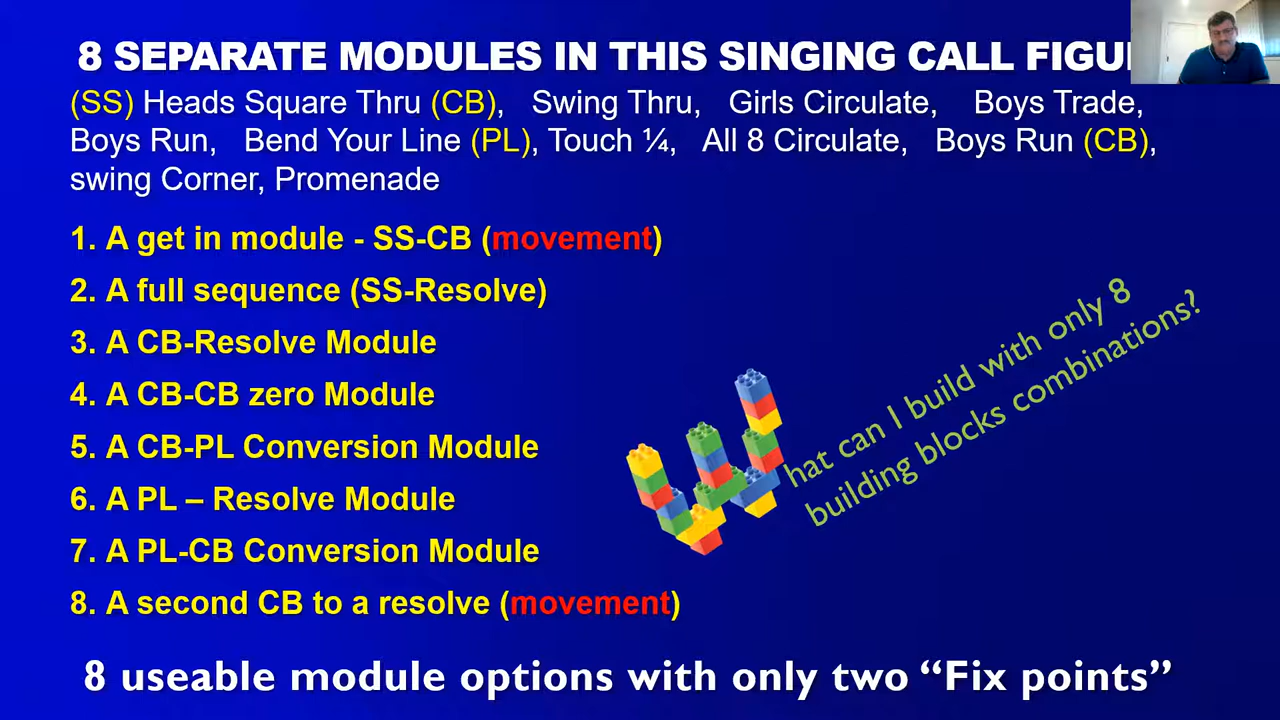 8 SEPARATE MODULES IN THIS SINGING CALL FIGU
(SS) Heads Square Thru (CB), Swing Thru, Girls Circulate, Boys Trade,
Boys Run, Bend Your Line (PL), Touch ¼, All 8 Circulate, Boys Run (CB),
swing Corner, Promenade
1. A get in module - SS-CB (movement)
2. A full sequence (SS-Resolve)
3. A CB-Resolve Module
4. A CB-CB zero Module
5. A CB-PL Conversion Module
6. A PL – Resolve Module
7. A PL-CB Conversion Module
8. A second CB to a resolve (movement)
What can I build with only 8
building blocks combinations?
8 useable module options with only two “Fix points”